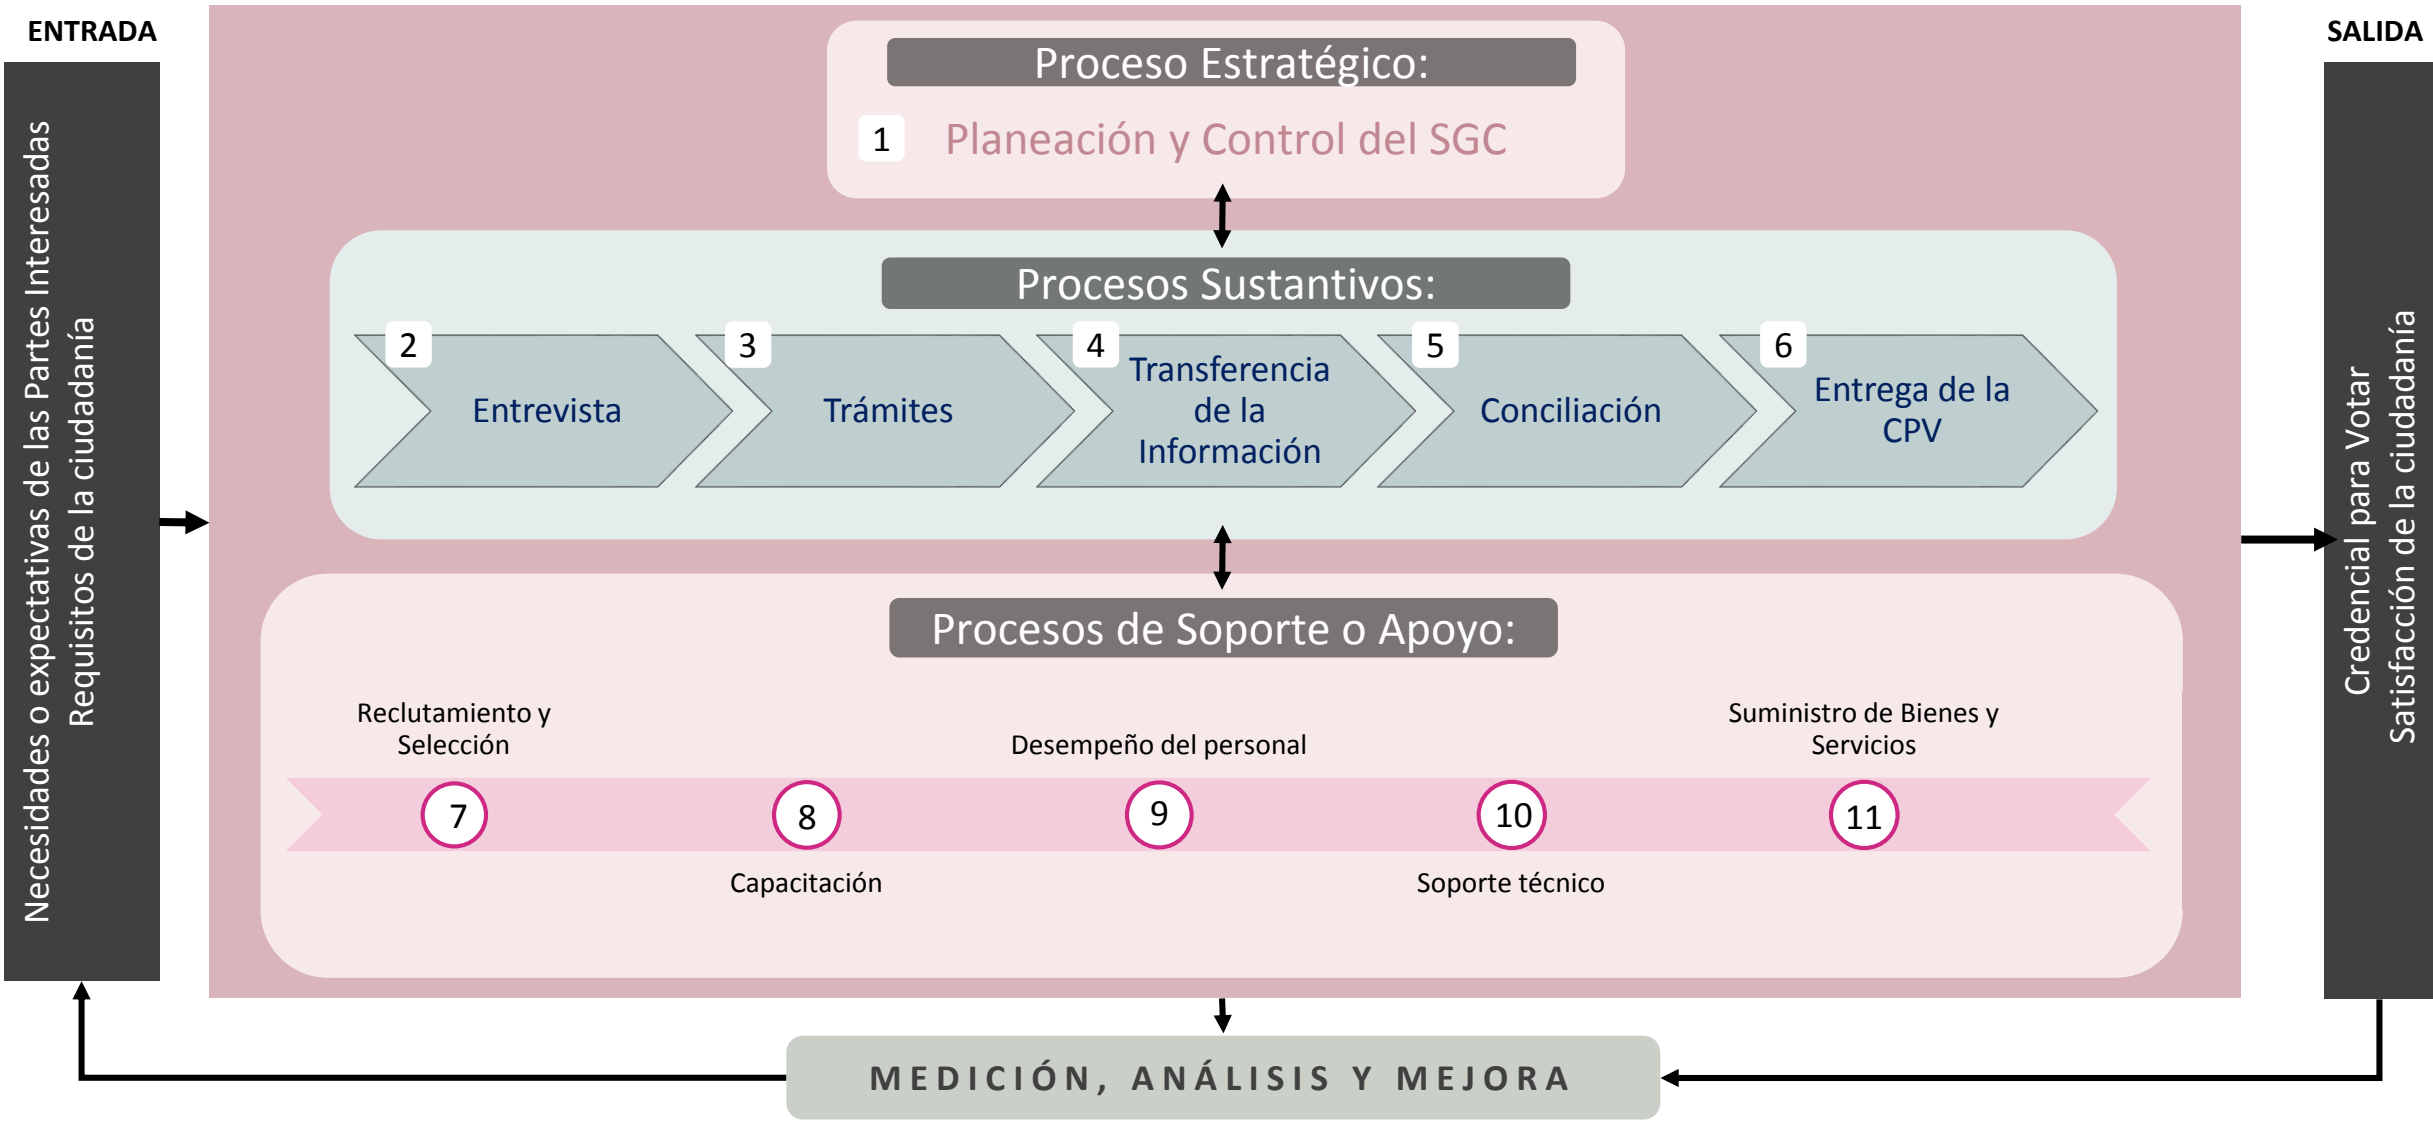 ENTRADA
Necesidades o expectativas de las Partes Interesadas
Requisitos de la ciudadanía
Proceso Estratégico:
1
Planeación y Control del SGC
Procesos Sustantivos:
2
Entrevista
3
Trámites
4
Transferencia
de la
Información
5
Conciliación
6
Entrega de la
CPV
Procesos de Soporte o Apoyo:
Reclutamiento y
Selección
7
8
Capacitación
Desempeño del personal
9
10
Soporte técnico
Suministro de Bienes y
Servicios
11
SALIDA
Credencial para Votar
Satisfacción de la ciudadanía
MEDICIÓN, ANÁLISIS Y MEJORA